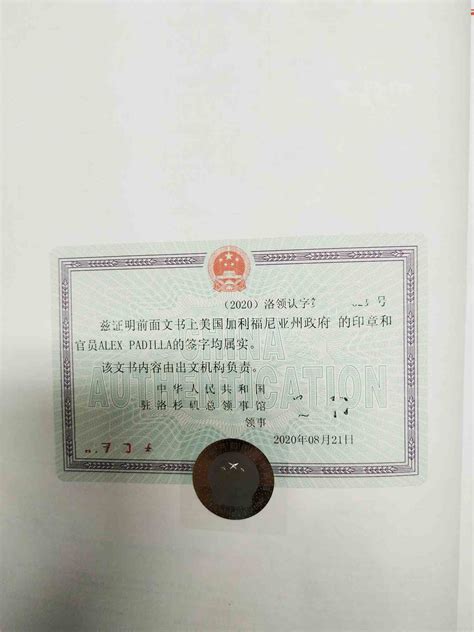 (2020) 洛领认字 号
兹证明前面文书上美国加利福尼亚州政府 的印章和
官员ALEX PADILLA的签字均属实。
该文书内容由出文机构负责。
中华人民共和国
驻洛杉矶总领事馆
领事
2020年08月21日
CHINA
AUTHENTICATION